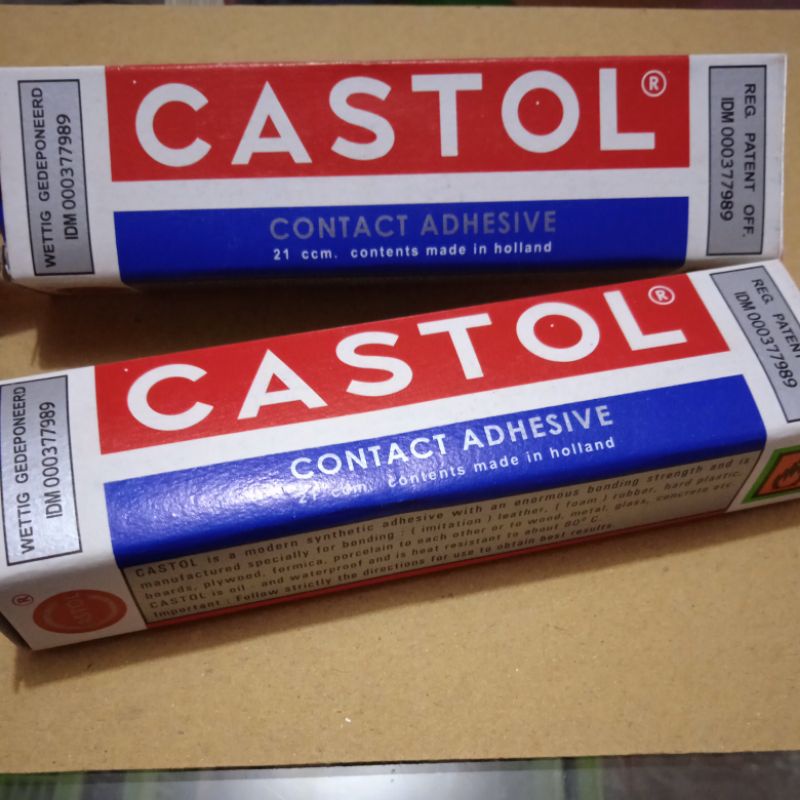 WETTIG GEDEPONEERD
IDM 000377989
CASTOL®
CONTACT ADHESIVE
21 ccm. contents made in holland
REG. PATENT OFF.
IDM 000377989
WETTIG GEDEPONEERD
IDM 000377989
CASTOL®
CONTACT ADHESIVE
21 ccm. contents made in holland
REG. PATENT
IDM 000377989
CASTOL is a modern synthetic adhesive with an enormous bonding strength and is
manufactured specially for bonding : ( imitation ) leather, ( foam ) rubber, hard plastic,
boards, plywood, formica, porcelain to each other or to wood, metal, glass, concrete etc.
CASTOL is oil - and waterproof and is heat resistant to about 80° C.
Important : Follow strictly the directions for use to obtain best results.
®